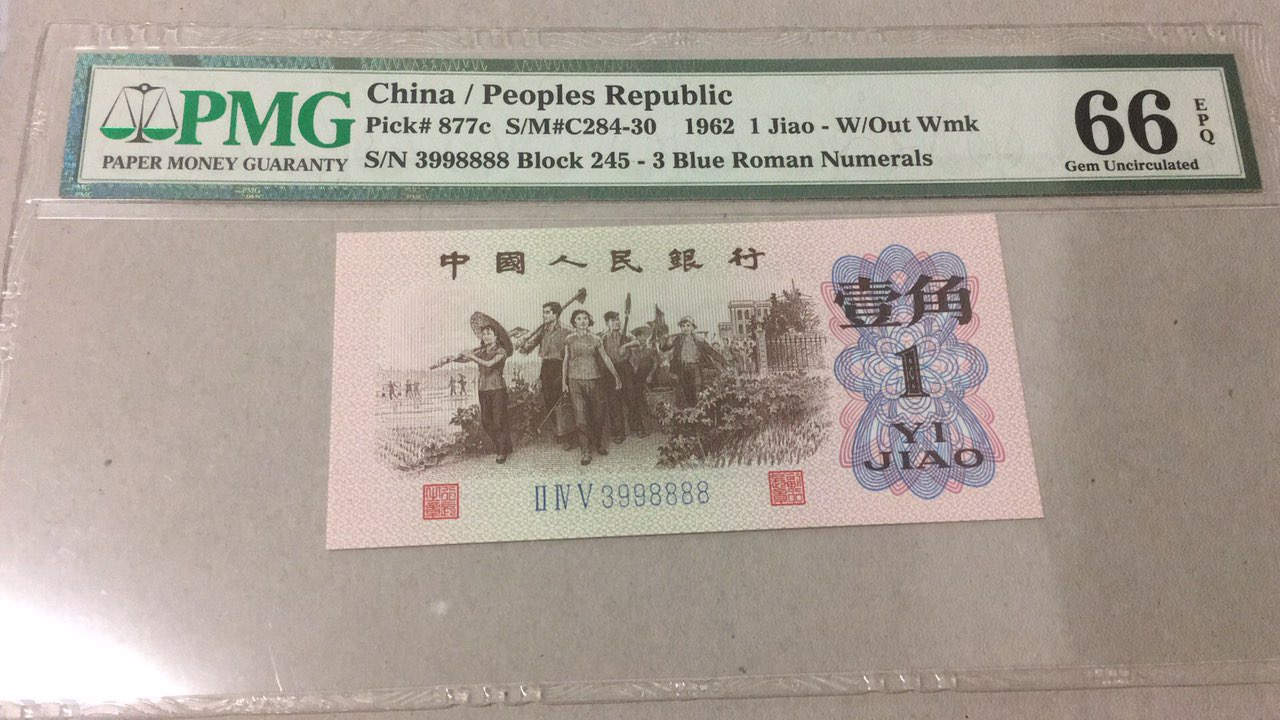 PMG
PAPER MONEY GUARANTY
China / Peoples Republic
Pick# 877c S/M#C284-30 1962 1 Jiao - W/Out Wmk
S/N 3998888 Block 245 - 3 Blue Roman Numerals
66
EPQ
Gem Uncirculated
中國人民銀行
壹角
1
YI
JIAO
II IV V 3998888